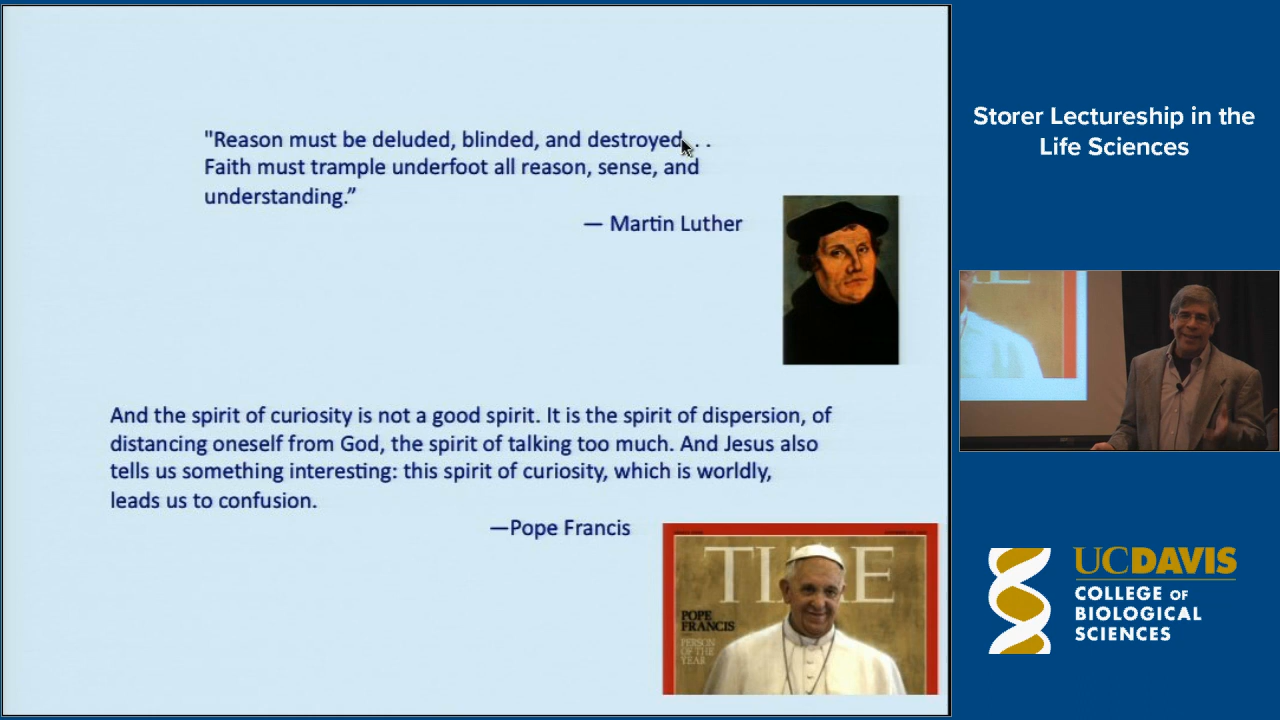 "Reason must be deluded, blinded, and destroyed. . .
Faith must trample underfoot all reason, sense, and
understanding.”
— Martin Luther
And the spirit of curiosity is not a good spirit. It is the spirit of dispersion, of
distancing oneself from God, the spirit of talking too much. And Jesus also
tells us something interesting: this spirit of curiosity, which is worldly,
leads us to confusion.
—Pope Francis
TIME
POPE
FRANCIS
PERSON
OF THE
YEAR
Storer Lectureship in the
Life Sciences
UCDAVIS
COLLEGE OF
BIOLOGICAL
SCIENCES